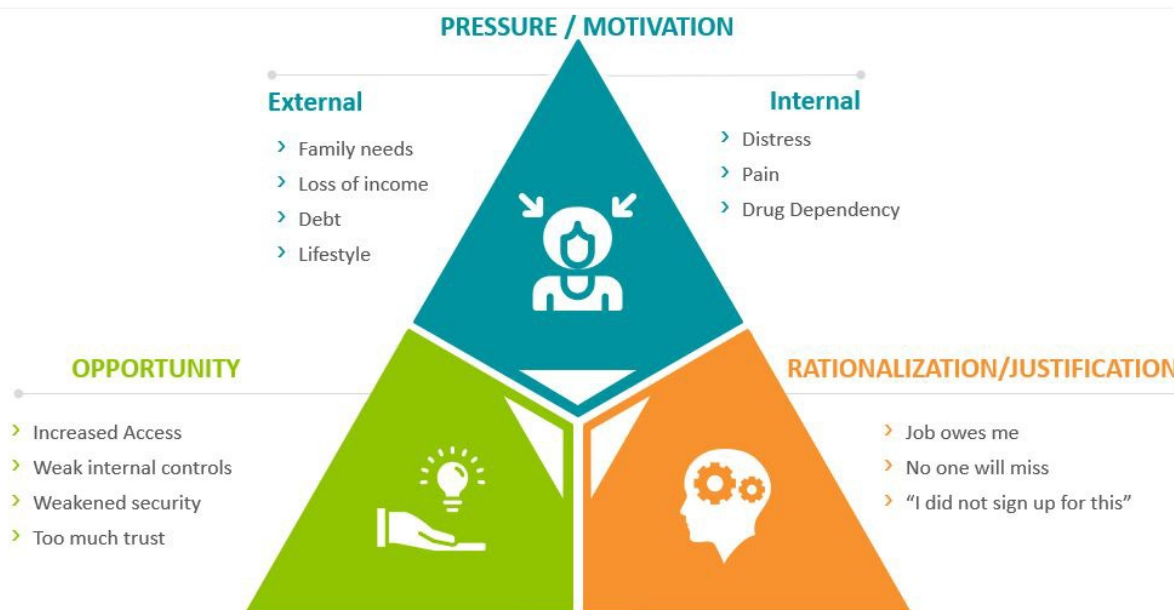 PRESSURE / MOTIVATION
External
Family needs
Loss of income
Debt
Lifestyle
Internal
Distress
Pain
Drug Dependency
OPPORTUNITY
Increased Access
Weak internal controls
Weakened security
Too much trust
RATIONALIZATION/JUSTIFICATION
Job owes me
No one will miss
“I did not sign up for this”